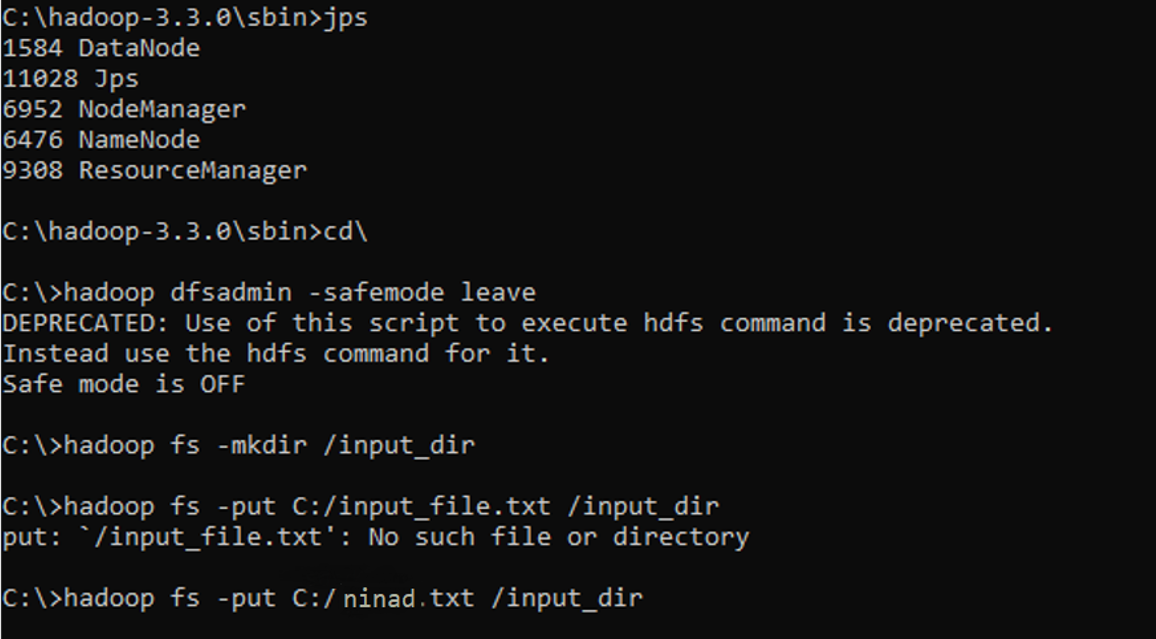 C:\hadoop-3.3.0\sbin>jps
1584 DataNode
11028 Jps
6952 NodeManager
6476 NameNode
9308 ResourceManager
C:\hadoop-3.3.0\sbin>cd\
C:\>hadoop dfsadmin -safemode leave
DEPRECATED: Use of this script to execute hdfs command is deprecated.
Instead use the hdfs command for it.
Safe mode is OFF
C:\>hadoop fs -mkdir /input_dir
C:\>hadoop fs -put C:/input_file.txt /input_dir
put: `/input_file.txt': No such file or directory
C:\>hadoop fs -put C:/ninad.txt /input_dir